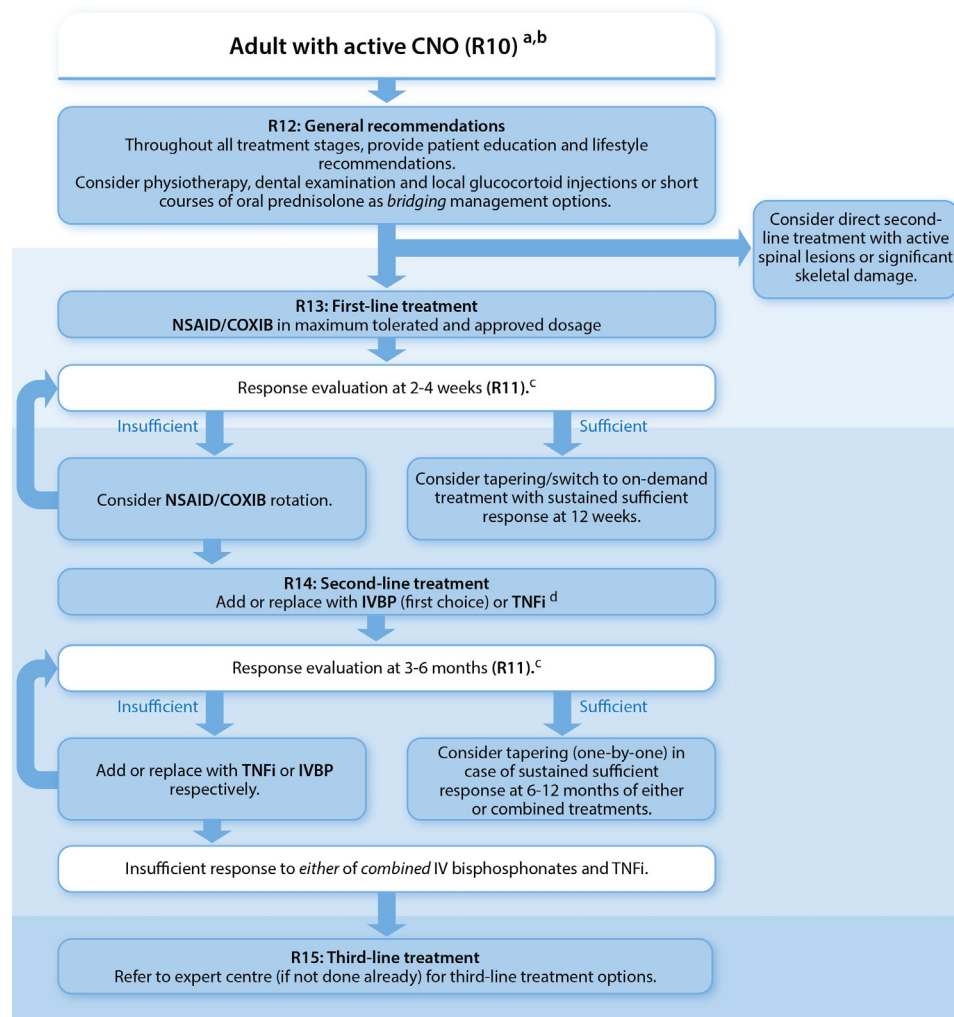 Adult with active CNO (R10) a,b
R12: General recommendations
Throughout all treatment stages, provide patient education and lifestyle
recommendations.
Consider physiotherapy, dental examination and local glucocortoid injections or short
courses of oral prednisolone as bridging management options.
Consider direct second-
line treatment with active
spinal lesions or significant
skeletal damage.
R13: First-line treatment
NSAID/COXIB in maximum tolerated and approved dosage
Response evaluation at 2-4 weeks (R11).c
Insufficient
Sufficient
Consider NSAID/COXIB rotation.
Consider tapering/switch to on-demand
treatment with sustained sufficient
response at 12 weeks.
R14: Second-line treatment
Add or replace with IVBP (first choice) or TNFi d
Response evaluation at 3-6 months (R11).c
Insufficient
Sufficient
Add or replace with TNFi or IVBP
respectively.
Consider tapering (one-by-one) in
case of sustained sufficient
response at 6-12 months of either
or combined treatments.
Insufficient response to either of combined IV bisphosphonates and TNFi.
R15: Third-line treatment
Refer to expert centre (if not done already) for third-line treatment options.